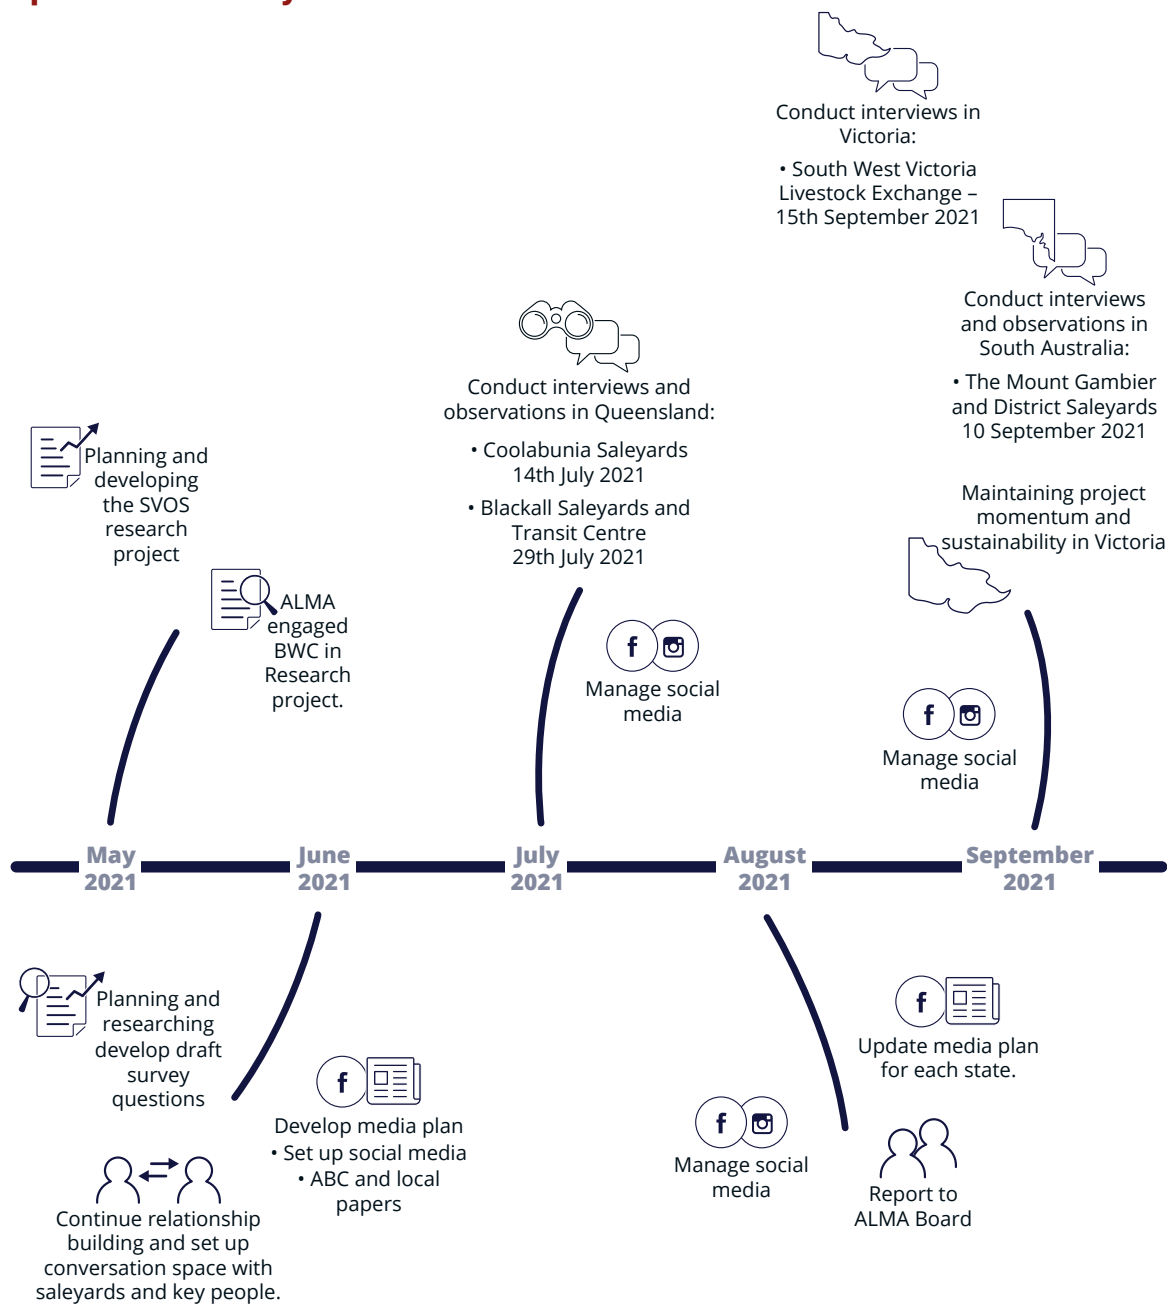 Conduct interviews in
Victoria:
• South West Victoria
Livestock Exchange –
15th September 2021
Conduct interviews
and observations in
South Australia:
• The Mount Gambier
and District Saleyards
10 September 2021
Maintaining project
momentum and
sustainability in Victoria
Conduct interviews and
observations in Queensland:
• Coolabunia Saleyards
14th July 2021
• Blackall Saleyards and
Transit Centre
29th July 2021
Planning and
developing
the SVOS
research
project
ALMA
engaged
BWC in
Research
project.
Manage social
media
Manage social
media
May
2021
June
2021
July
2021
August
2021
September
2021
Planning and
researching
develop draft
survey
questions
Continue relationship
building and set up
conversation space with
saleyards and key people.
Develop media plan
• Set up social media
• ABC and local
papers
Manage social
media
Update media plan
for each state.
Report to
ALMA Board